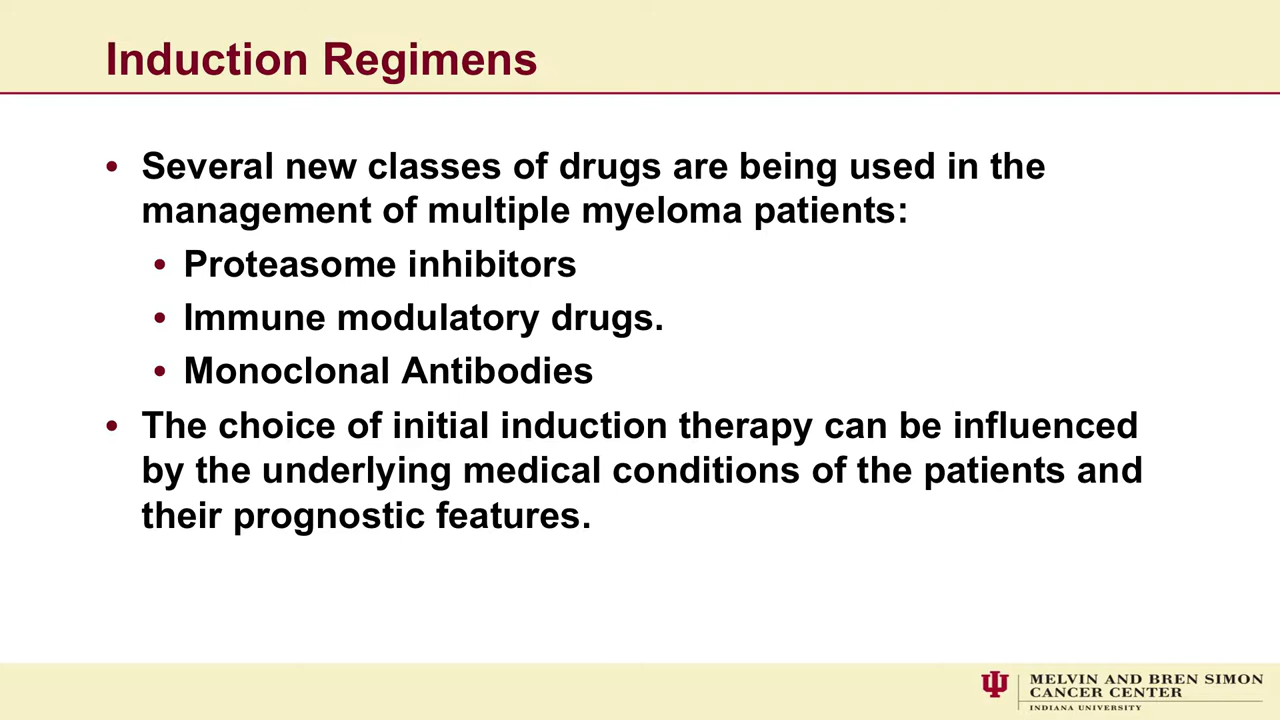 Induction Regimens
• Several new classes of drugs are being used in the
management of multiple myeloma patients:
• Proteasome inhibitors
• Immune modulatory drugs.
• Monoclonal Antibodies
• The choice of initial induction therapy can be influenced
by the underlying medical conditions of the patients and
their prognostic features.
MELVIN AND BREN SIMON
CANCER CENTER
INDIANA UNIVERSITY